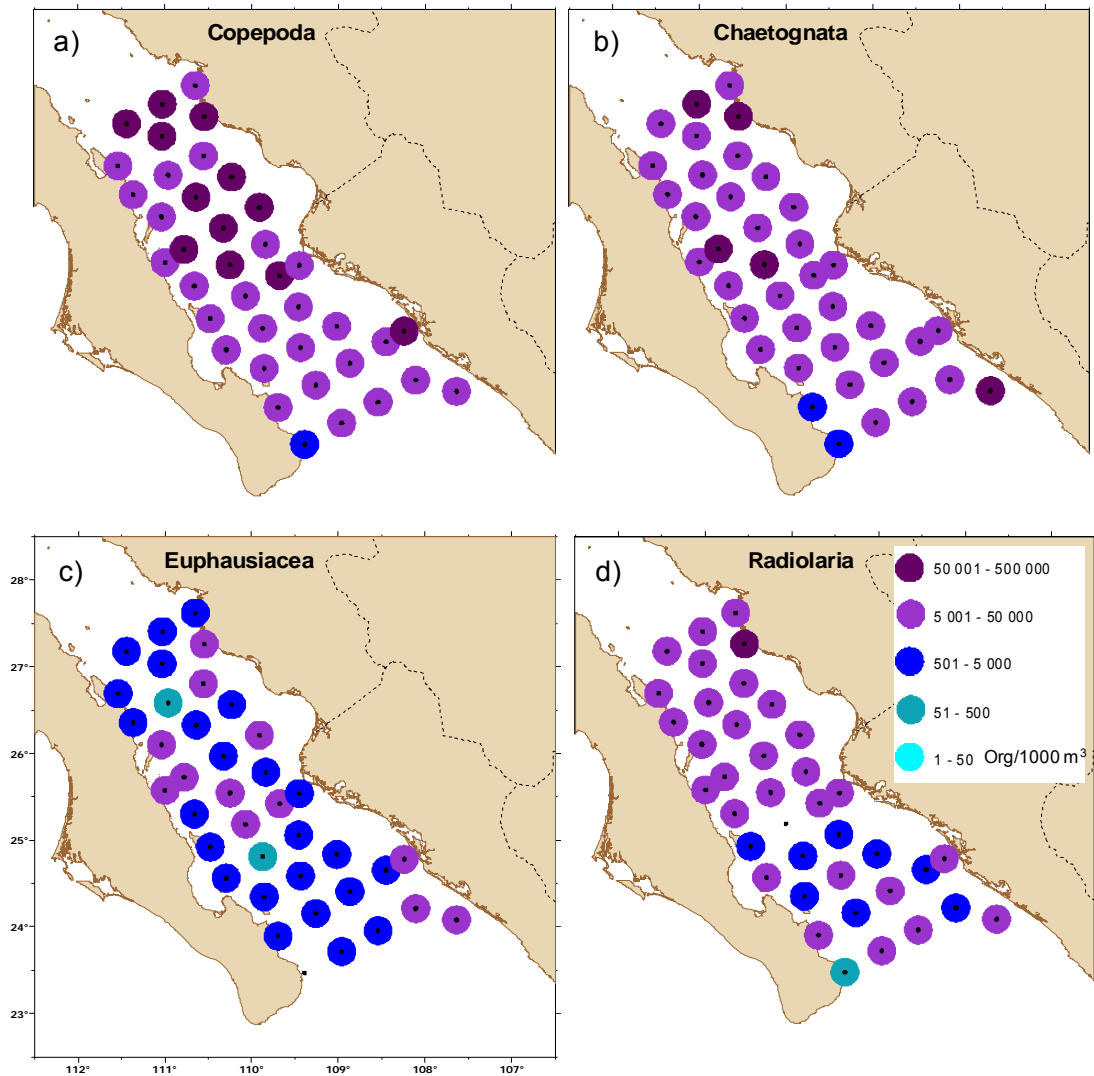 a) Copepoda
b) Chaetognata
c) Euphausiacea
28°
27°
26°
25°
24°
23°
112° 111° 110° 109° 108° 107°
d) Radiolaria
50 001 - 500 000
5 001 - 50 000
501 - 5 000
51 - 500
1 - 50 Org/1000 m³